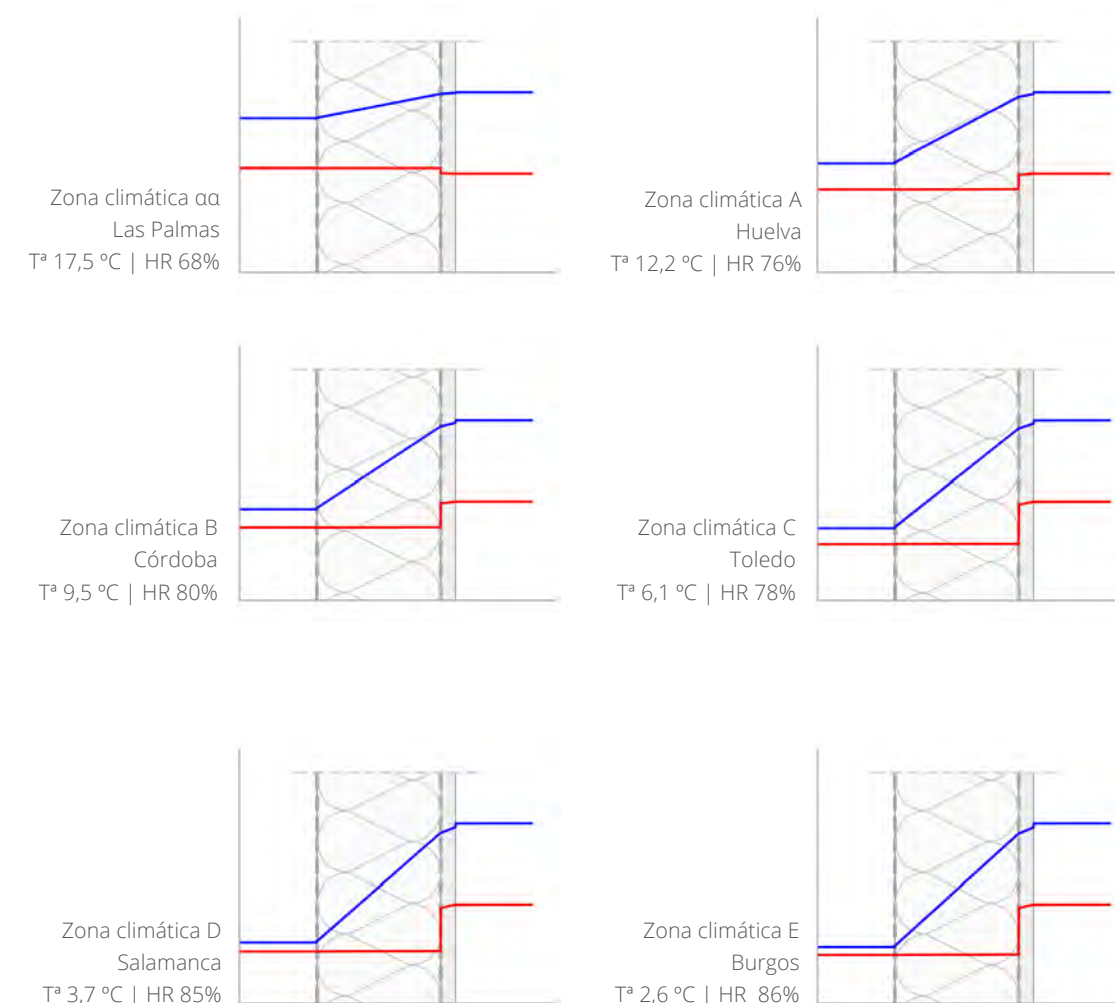 Zona climática αα
Las Palmas
Tª 17,5 ºC | HR 68%
Zona climática A
Huelva
Tª 12,2 ºC | HR 76%
Zona climática B
Córdoba
Tª 9,5 ºC | HR 80%
Zona climática C
Toledo
Tª 6,1 ºC | HR 78%
Zona climática D
Salamanca
Tª 3,7 ºC | HR 85%
Zona climática E
Burgos
Tª 2,6 ºC | HR 86%